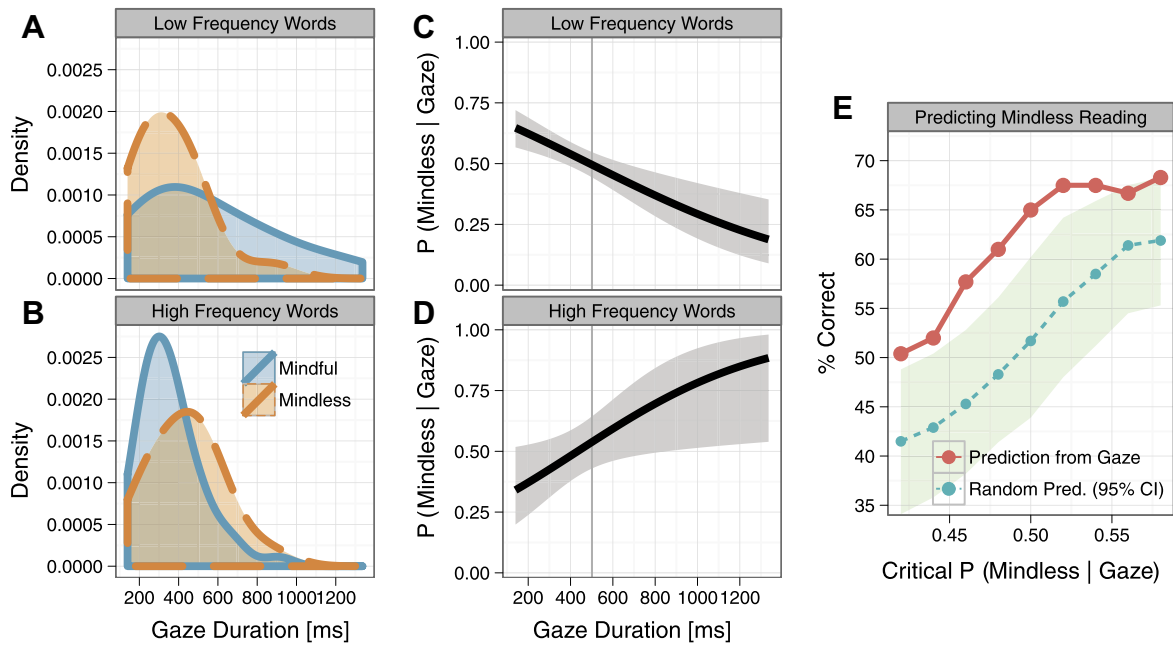 A
Low Frequency Words
Density
0.0025
0.0020
0.0015
0.0010
0.0005
0.0000
B
High Frequency Words
Density
0.0025
0.0020
0.0015
0.0010
0.0005
0.0000
Mindful
Mindless
200 400 600 800 1000 1200
Gaze Duration [ms]
C
Low Frequency Words
P (Mindless | Gaze)
1.00
0.75
0.50
0.25
0.00
D
High Frequency Words
P (Mindless | Gaze)
1.00
0.75
0.50
0.25
0.00
200 400 600 800 1000 1200
Gaze Duration [ms]
E
Predicting Mindless Reading
% Correct
70
65
60
55
50
45
40
35
Prediction from Gaze
Random Pred. (95% CI)
0.45 0.50 0.55
Critical P (Mindless | Gaze)